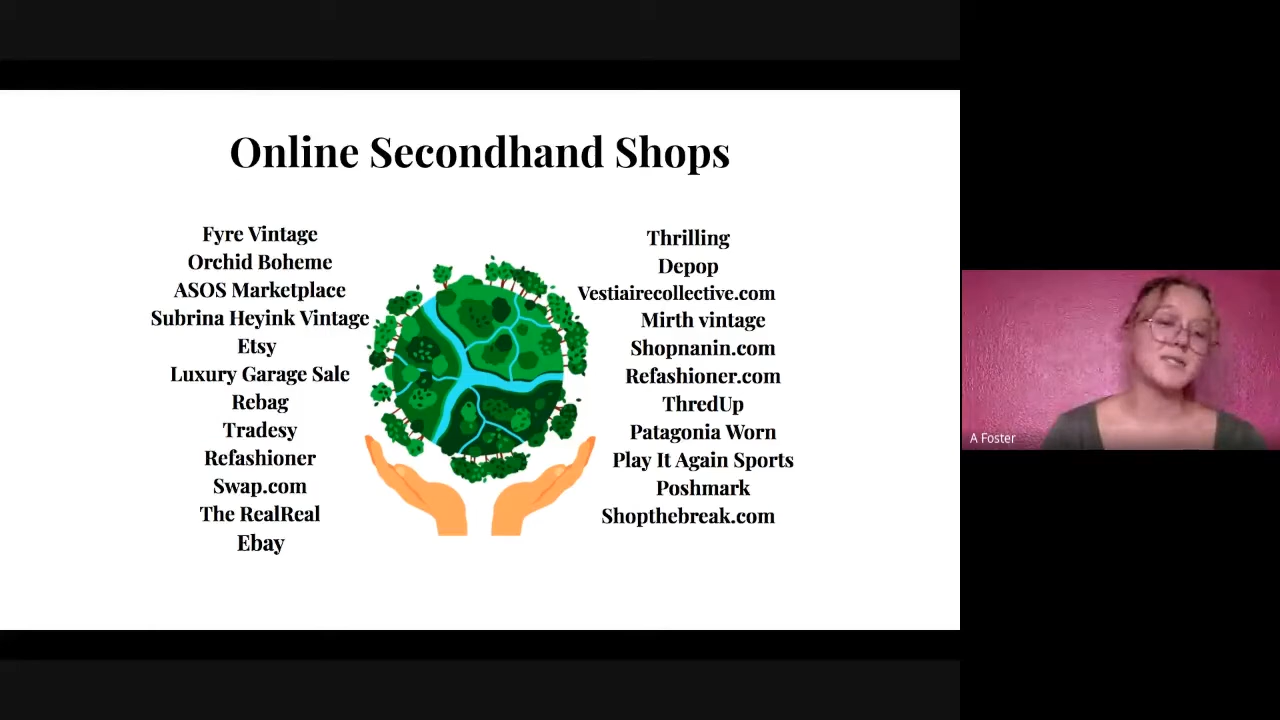 Online Secondhand Shops
Fyre Vintage
Orchid Boheme
ASOS Marketplace
Subrina Heyink Vintage
Etsy
Luxury Garage Sale
Rebag
Tradesy
Refashioner
Swap.com
The RealReal
Ebay
Thrilling
Depop
Vestiairecollective.com
Mirth vintage
Shopnanin.com
Refashioner.com
ThredUp
Patagonia Worn
Play It Again Sports
Poshmark
Shopthebreak.com
A Foster